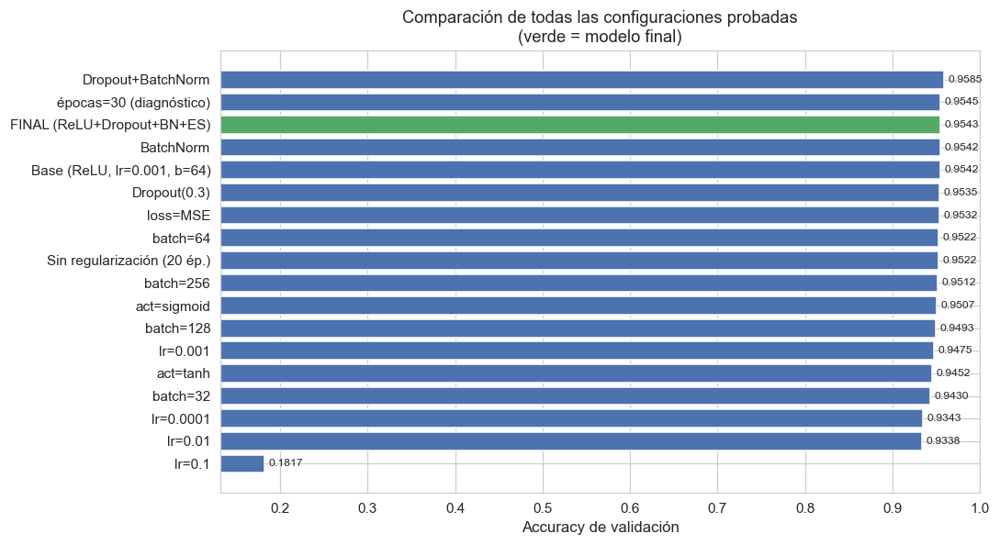 Comparación de todas las configuraciones probadas
(verde = modelo final)
Dropout+BatchNorm 0.9585
épocas=30 (diagnóstico) 0.9545
FINAL (ReLU+Dropout+BN+ES) 0.9543
BatchNorm 0.9542
Base (ReLU, lr=0.001, b=64) 0.9542
Dropout(0.3) 0.9535
loss=MSE 0.9532
batch=64 0.9522
Sin regularización (20 ép.) 0.9522
batch=256 0.9512
act=sigmoid 0.9507
batch=128 0.9493
lr=0.001 0.9475
act=tanh 0.9452
batch=32 0.9430
lr=0.0001 0.9343
lr=0.01 0.9338
lr=0.1 0.1817
0.2 0.3 0.4 0.5 0.6 0.7 0.8 0.9 1.0
Accuracy de validación